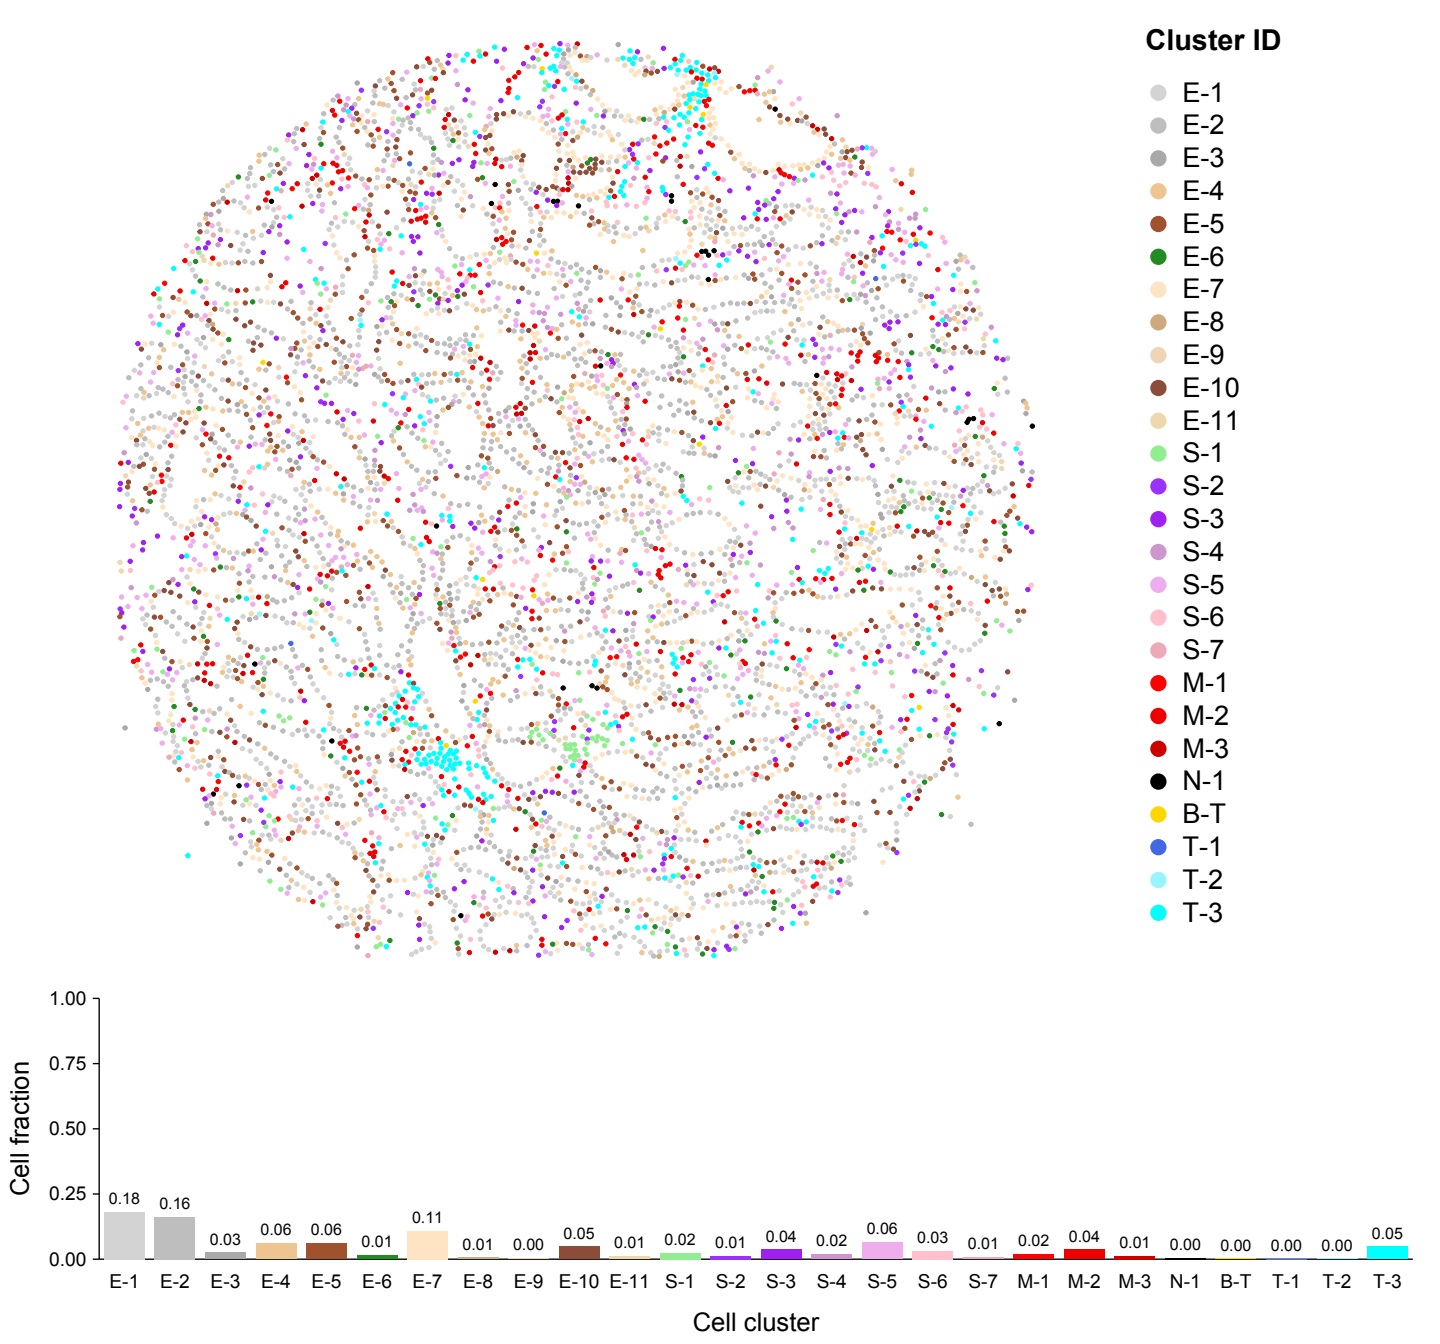 Cluster ID
E-1
E-2
E-3
E-4
E-5
E-6
E-7
E-8
E-9
E-10
E-11
S-1
S-2
S-3
S-4
S-5
S-6
S-7
M-1
M-2
M-3
N-1
B-T
T-1
T-2
T-3
1.00
0.75
0.50
0.25
0.00
Cell fraction
0.18 0.16 0.03 0.06 0.06 0.01 0.11 0.01 0.00 0.05 0.01 0.02 0.01 0.04 0.02 0.06 0.03 0.01 0.02 0.04 0.01 0.00 0.00 0.00 0.00 0.05
E-1 E-2 E-3 E-4 E-5 E-6 E-7 E-8 E-9 E-10 E-11 S-1 S-2 S-3 S-4 S-5 S-6 S-7 M-1 M-2 M-3 N-1 B-T T-1 T-2 T-3
Cell cluster